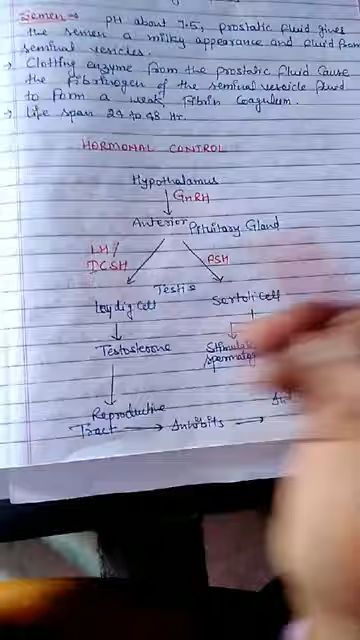 Semen → PH about 7.5, prostatic fluid gives
the semen a milky appearance and fluid from
seminal vesicles.
→ Clotting enzyme from the prostatic fluid cause
the fibrinogen of the seminal vesicle fluid
to form a weak fibrin coagulum.
→ Life span 24 to 48 Hr.
HORMONAL CONTROL
Hypothalamus
GnRH
Anterior Pituitary Gland
LH /
ICSH
FSH
Testis
Leydig cell
Sertoli cell
Testosterone
Stimulate
Reproductive
Tract → Inhibits →